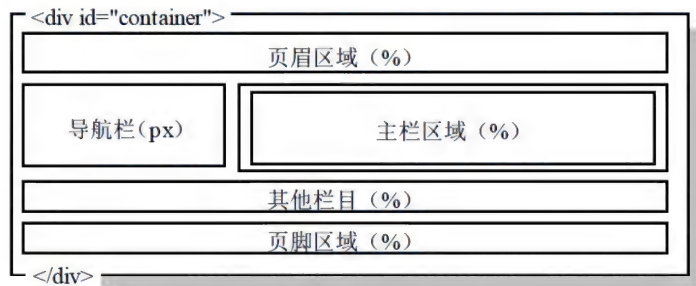 <div id="container">
页眉区域（%）
导航栏(px)
主栏区域（%）
其他栏目（%）
页脚区域（%）
</div>